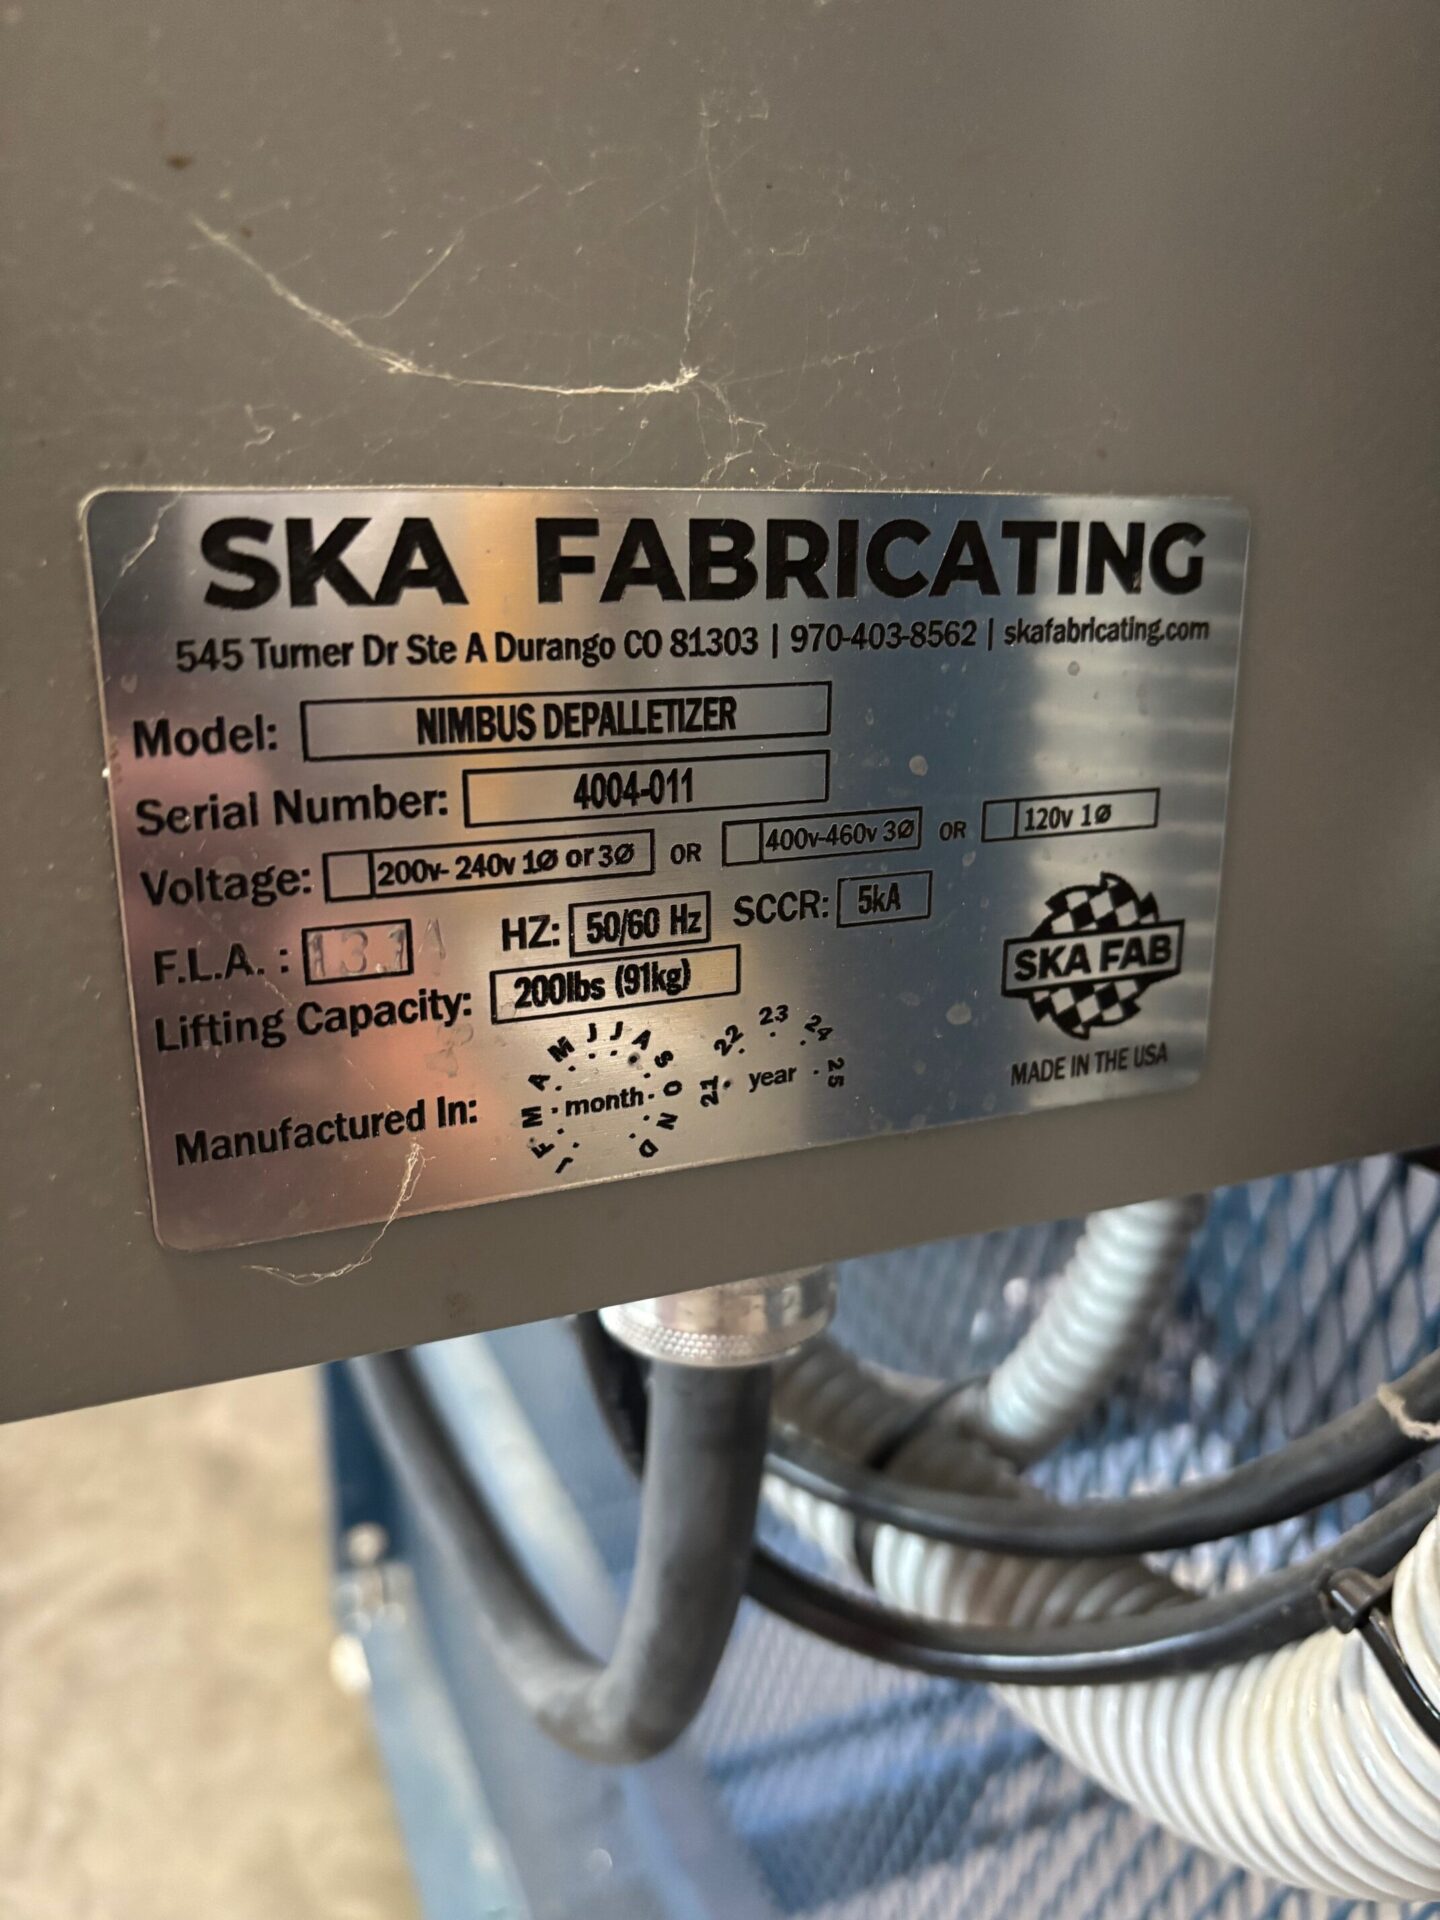 SKA FABRICATING
545 Turner Dr Ste A Durango CO 81303 | 970-403-8562 | skafabricating.com
Model: NIMBUS DEPALLETIZER
Serial Number: 4004-011
Voltage: 200v-240v 1Ø or 3Ø OR 400v-460v 3Ø OR 120v 1Ø
F.L.A. : 13.1A HZ: 50/60 Hz SCCR: 5kA
Lifting Capacity: 200lbs (91kg)
Manufactured In: J F M A M J J A S O N D month 21 22 23 24 25 year
SKA FAB
MADE IN THE USA